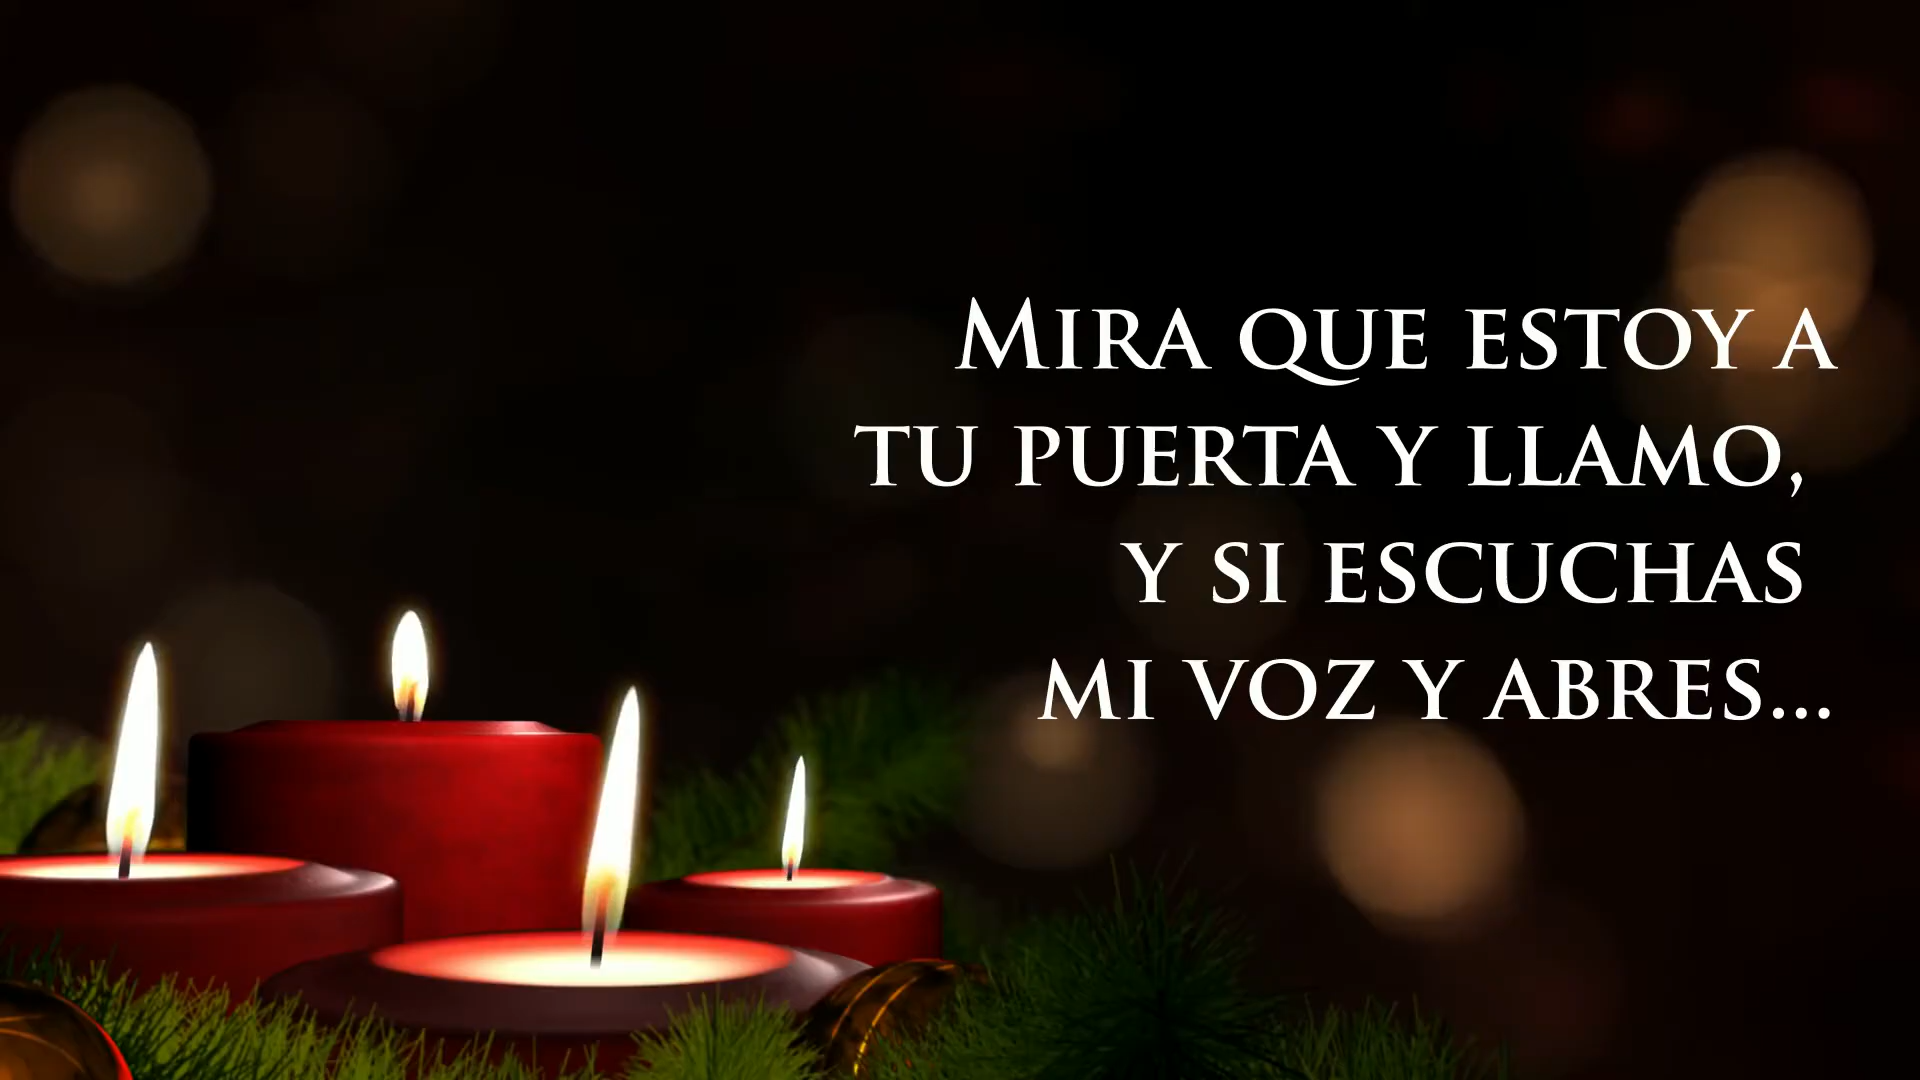 Mira que estoy a
tu puerta y llamo,
y si escuchas
mi voz y abres...